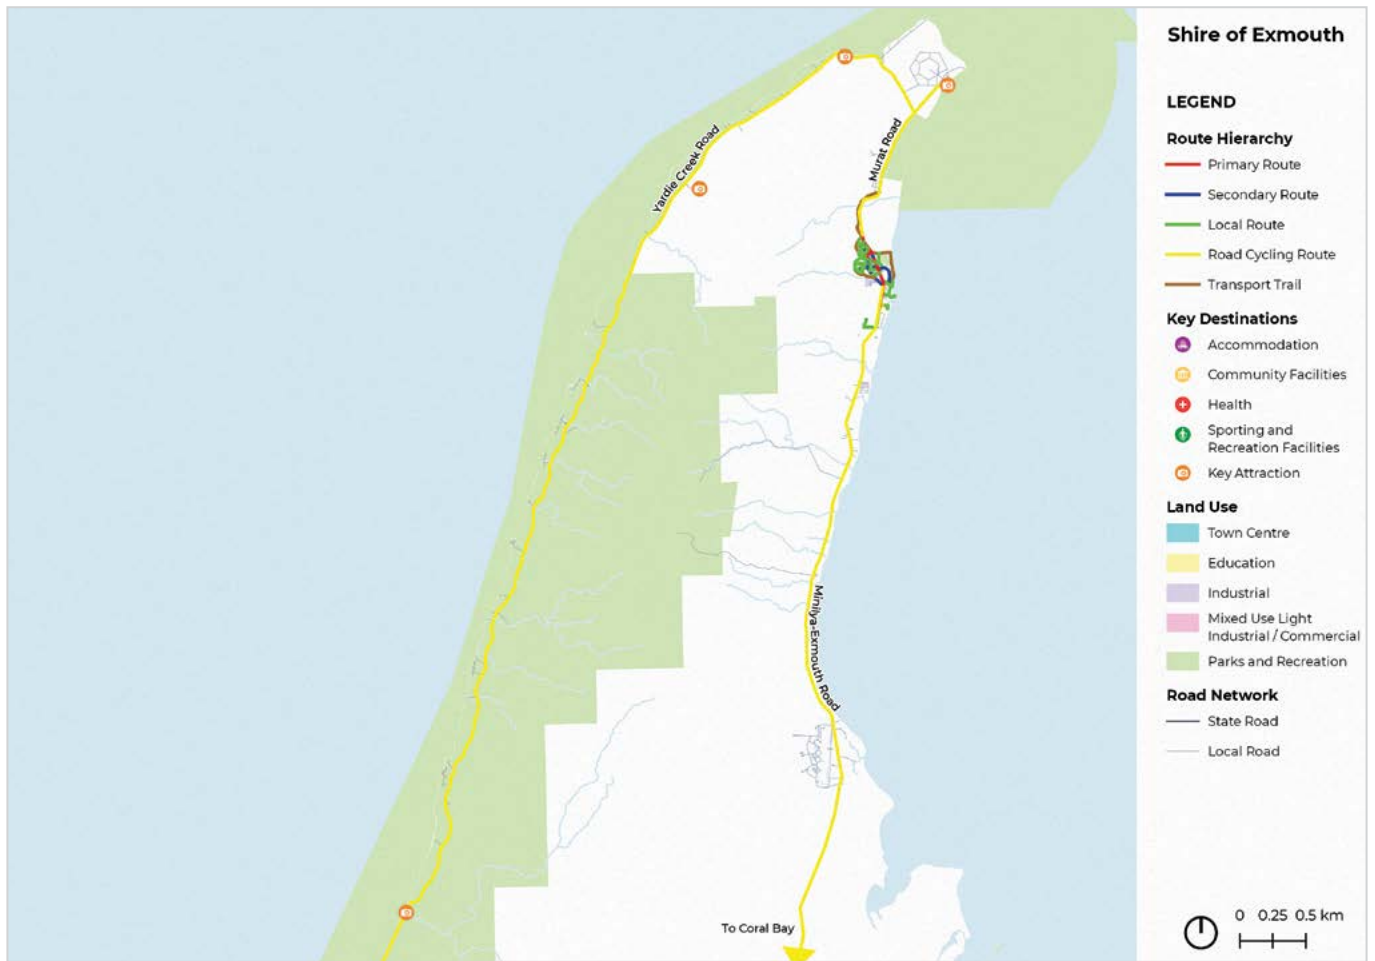 Shire of Exmouth
LEGEND
Route Hierarchy
Primary Route
Secondary Route
Local Route
Road Cycling Route
Transport Trail
Key Destinations
Accommodation
Community Facilities
Health
Sporting and
Recreation Facilities
Key Attraction
Land Use
Town Centre
Education
Industrial
Mixed Use Light
Industrial / Commercial
Parks and Recreation
Road Network
State Road
Local Road
0 0.25 0.5 km
Yardie Creek Road
Murat Road
Minilya-Exmouth Road
To Coral Bay